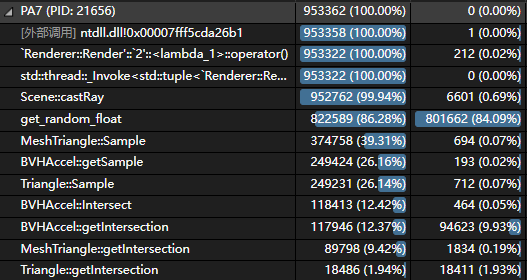 PA7 (PID: 21656) 953362 (100.00%) 0 (0.00%)
[外部调用] ntdll.dll!0x00007fff5cda26b1 953358 (100.00%) 1 (0.00%)
`Renderer::Render'::`2'::<lambda_1>::operator() 953322 (100.00%) 212 (0.02%)
std::thread::_Invoke<std::tuple<`Renderer::Re... 953322 (100.00%) 0 (0.00%)
Scene::castRay 952762 (99.94%) 6601 (0.69%)
get_random_float 822589 (86.28%) 801662 (84.09%)
MeshTriangle::Sample 374758 (39.31%) 694 (0.07%)
BVHAccel::getSample 249424 (26.16%) 193 (0.02%)
Triangle::Sample 249231 (26.14%) 712 (0.07%)
BVHAccel::Intersect 118413 (12.42%) 464 (0.05%)
BVHAccel::getIntersection 117946 (12.37%) 94623 (9.93%)
MeshTriangle::getIntersection 89798 (9.42%) 1834 (0.19%)
Triangle::getIntersection 18486 (1.94%) 18411 (1.93%)